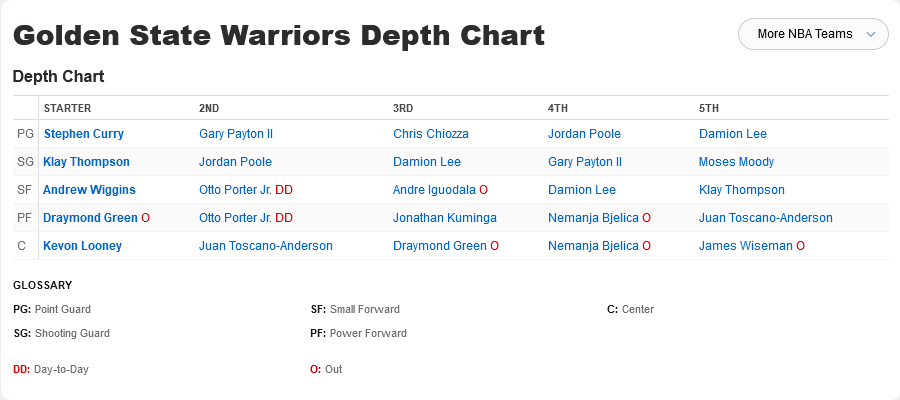 Golden State Warriors Depth Chart
More NBA Teams
Depth Chart
STARTER 2ND 3RD 4TH 5TH
PG Stephen Curry Gary Payton II Chris Chiozza Jordan Poole Damion Lee
SG Klay Thompson Jordan Poole Damion Lee Gary Payton II Moses Moody
SF Andrew Wiggins Otto Porter Jr. DD Andre Iguodala O Damion Lee Klay Thompson
PF Draymond Green O Otto Porter Jr. DD Jonathan Kuminga Nemanja Bjelica O Juan Toscano-Anderson
C Kevon Looney Juan Toscano-Anderson Draymond Green O Nemanja Bjelica O James Wiseman O
GLOSSARY
PG: Point Guard SF: Small Forward C: Center
SG: Shooting Guard PF: Power Forward
DD: Day-to-Day O: Out